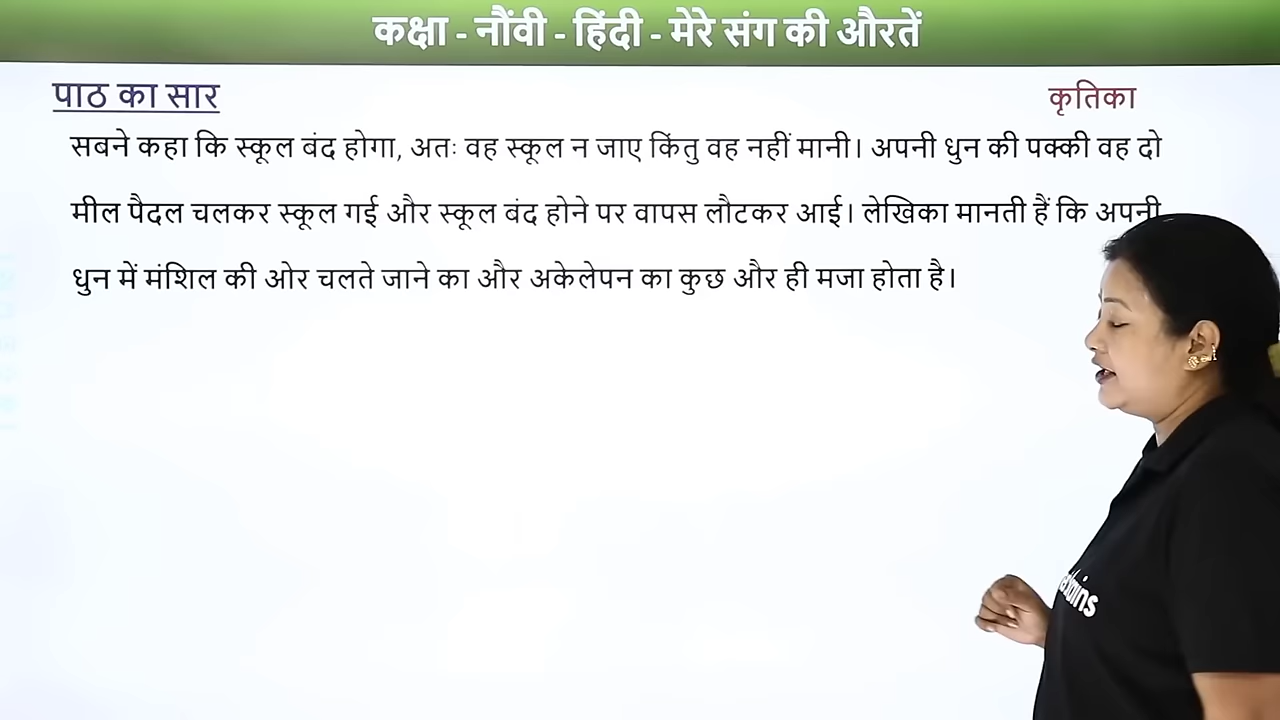 कक्षा - नौंवी - हिंदी - मेरे संग की औरतें
पाठ का सार
कृतिका
सबने कहा कि स्कूल बंद होगा, अतः वह स्कूल न जाए किंतु वह नहीं मानी। अपनी धुन की पक्की वह दो
मील पैदल चलकर स्कूल गई और स्कूल बंद होने पर वापस लौटकर आई। लेखिका मानती हैं कि अपनी
धुन में मंशिल की ओर चलते जाने का और अकेलेपन का कुछ और ही मजा होता है।